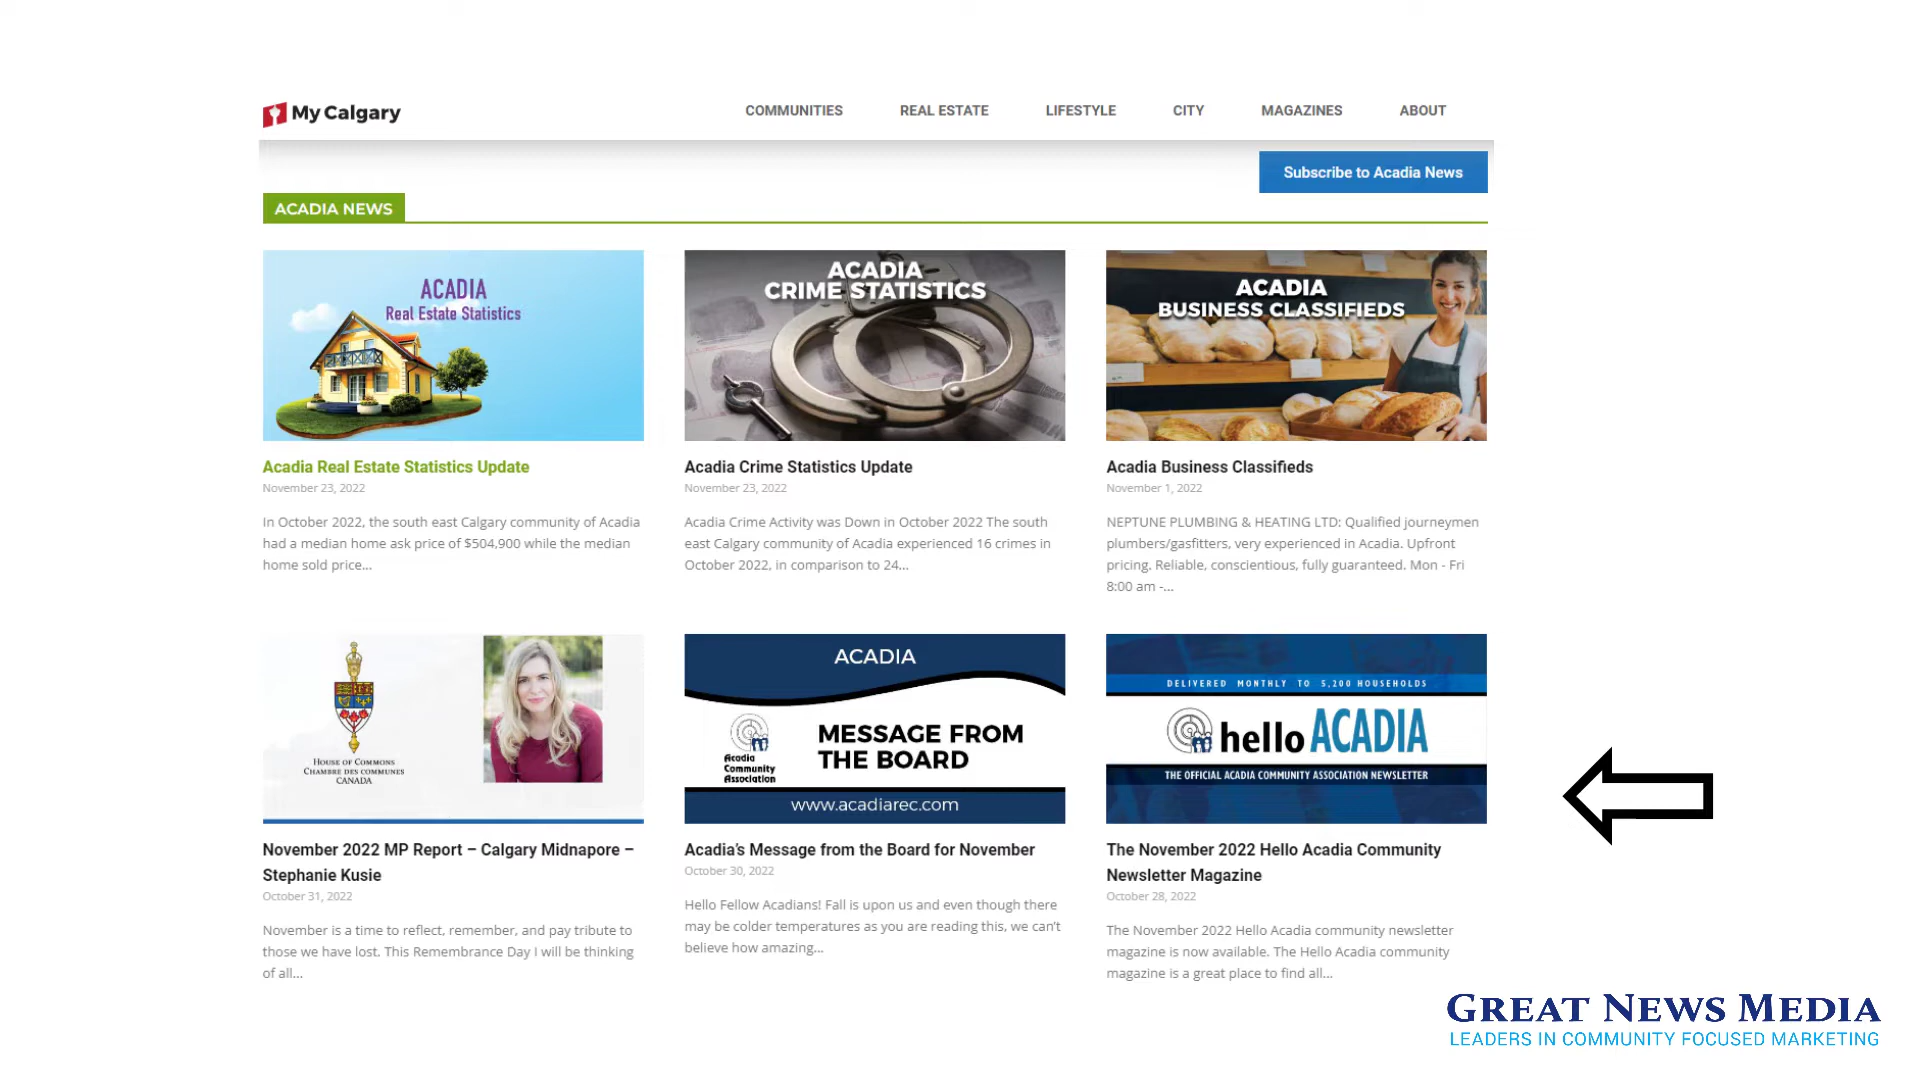 My Calgary
COMMUNITIES REAL ESTATE LIFESTYLE CITY MAGAZINES ABOUT
Subscribe to Acadia News
ACADIA NEWS
ACADIA
Real Estate Statistics
Acadia Real Estate Statistics Update
November 23, 2022
In October 2022, the south east Calgary community of Acadia
had a median home ask price of $504,900 while the median
home sold price...
ACADIA
CRIME STATISTICS
Acadia Crime Statistics Update
November 23, 2022
Acadia Crime Activity was Down in October 2022 The south
east Calgary community of Acadia experienced 16 crimes in
October 2022, in comparison to 24...
ACADIA
BUSINESS CLASSIFIEDS
Acadia Business Classifieds
November 1, 2022
NEPTUNE PLUMBING & HEATING LTD: Qualified journeymen
plumbers/gasfitters, very experienced in Acadia. Upfront
pricing. Reliable, conscientious, fully guaranteed. Mon - Fri
8:00 am -...
HOUSE OF COMMONS
CHAMBRE DES COMMUNES
CANADA
November 2022 MP Report – Calgary Midnapore –
Stephanie Kusie
October 31, 2022
November is a time to reflect, remember, and pay tribute to
those we have lost. This Remembrance Day I will be thinking
of all...
ACADIA
Acadia
Community
Association
MESSAGE FROM
THE BOARD
www.acadiarec.com
Acadia's Message from the Board for November
October 30, 2022
Hello Fellow Acadians! Fall is upon us and even though there
may be colder temperatures as you are reading this, we can't
believe how amazing...
DELIVERED MONTHLY TO 5,200 HOUSEHOLDS
hello ACADIA
THE OFFICIAL ACADIA COMMUNITY ASSOCIATION NEWSLETTER
The November 2022 Hello Acadia Community
Newsletter Magazine
October 28, 2022
The November 2022 Hello Acadia community newsletter
magazine is now available. The Hello Acadia community
magazine is a great place to find all...
GREAT NEWS MEDIA
LEADERS IN COMMUNITY FOCUSED MARKETING